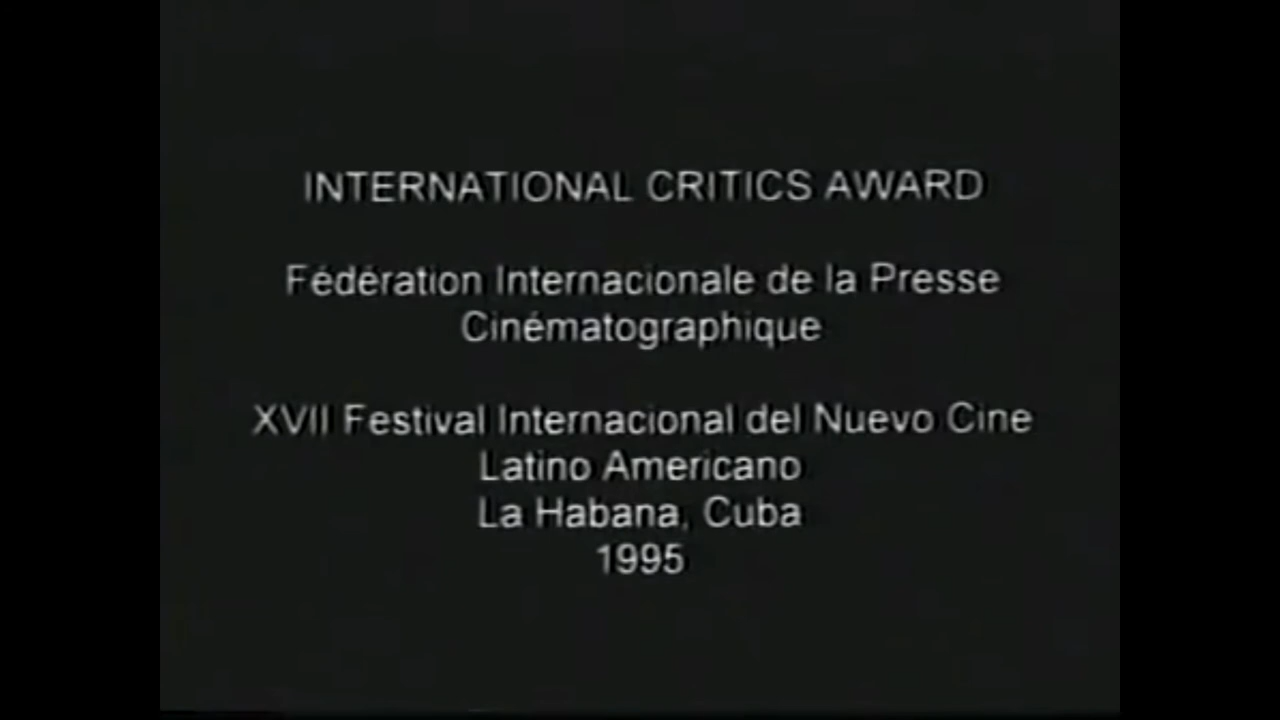 INTERNATIONAL CRITICS AWARD
Fédération Internacionale de la Presse
Cinématographique
XVII Festival Internacional del Nuevo Cine
Latino Americano
La Habana, Cuba
1995